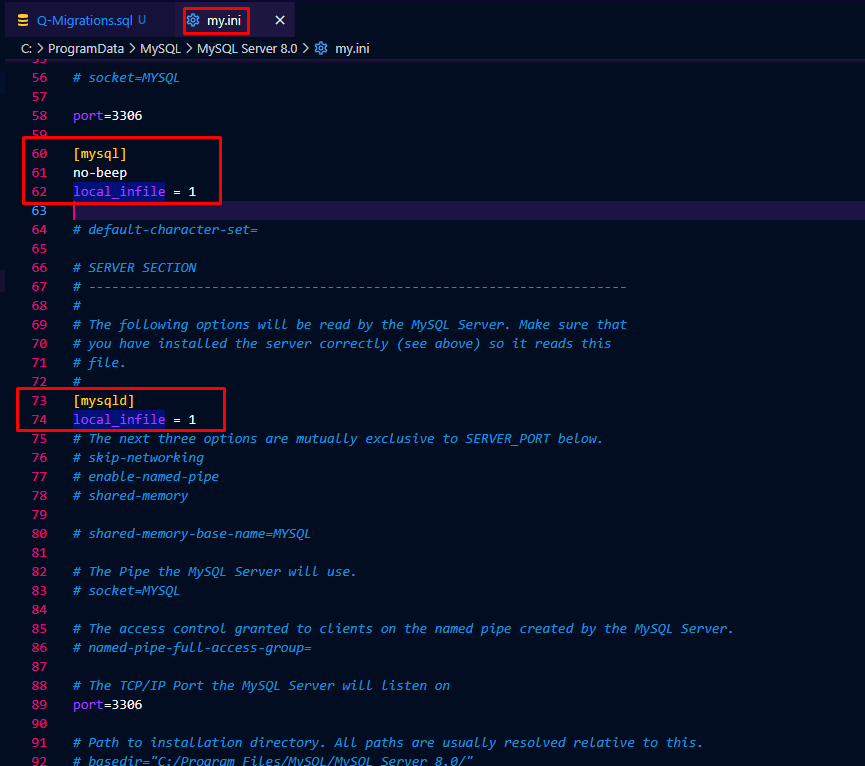 Q-Migrations.sql U my.ini ×
C: > ProgramData > MySQL > MySQL Server 8.0 > my.ini
55
56 # socket=MYSQL
57
58 port=3306
59
60 [mysql]
61 no-beep
62 local_infile = 1
63
64 # default-character-set=
65
66 # SERVER SECTION
67 # ----------------------------------------------------------------------
68 #
69 # The following options will be read by the MySQL Server. Make sure that
70 # you have installed the server correctly (see above) so it reads this
71 # file.
72 #
73 [mysqld]
74 local_infile = 1
75 # The next three options are mutually exclusive to SERVER_PORT below.
76 # skip-networking
77 # enable-named-pipe
78 # shared-memory
79
80 # shared-memory-base-name=MYSQL
81
82 # The Pipe the MySQL Server will use.
83 # socket=MYSQL
84
85 # The access control granted to clients on the named pipe created by the MySQL Server.
86 # named-pipe-full-access-group=
87
88 # The TCP/IP Port the MySQL Server will listen on
89 port=3306
90
91 # Path to installation directory. All paths are usually resolved relative to this.
92 # basedir="C:/Program Files/MySQL/MySQL Server 8.0/"